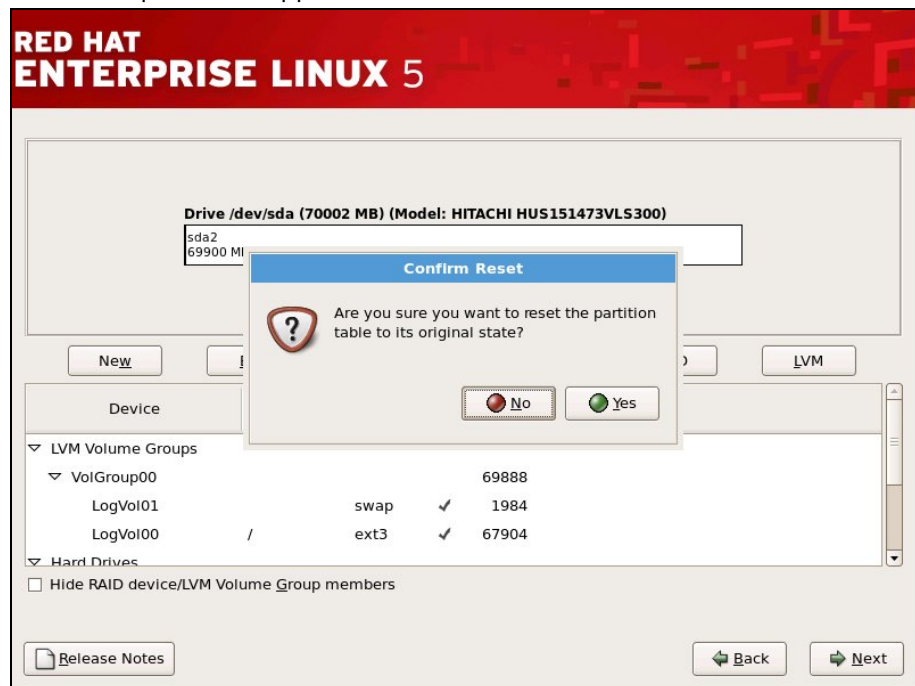 RED HAT
ENTERPRISE LINUX 5
Drive /dev/sda (70002 MB) (Model: HITACHI HUS151473VLS300)
sda2
69900
Confirm Reset
Are you sure you want to reset the partition
table to its original state?
New LVM
No Yes
Device
LVM Volume Groups
VolGroup00 69888
LogVol01 swap ✓ 1984
LogVol00 / ext3 ✓ 67904
Hard Drives
Hide RAID device/LVM Volume Group members
Release Notes Back Next